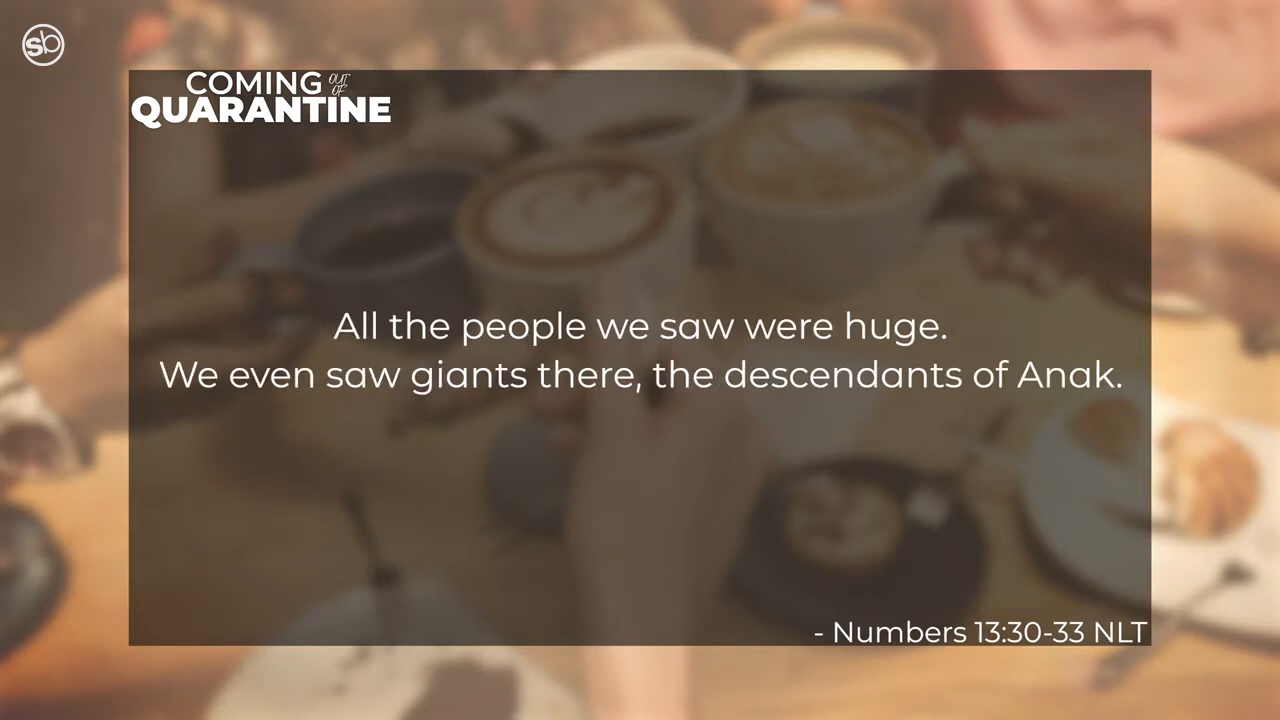 sb
COMING OUT OF
QUARANTINE
All the people we saw were huge.
We even saw giants there, the descendants of Anak.
- Numbers 13:30-33 NLT